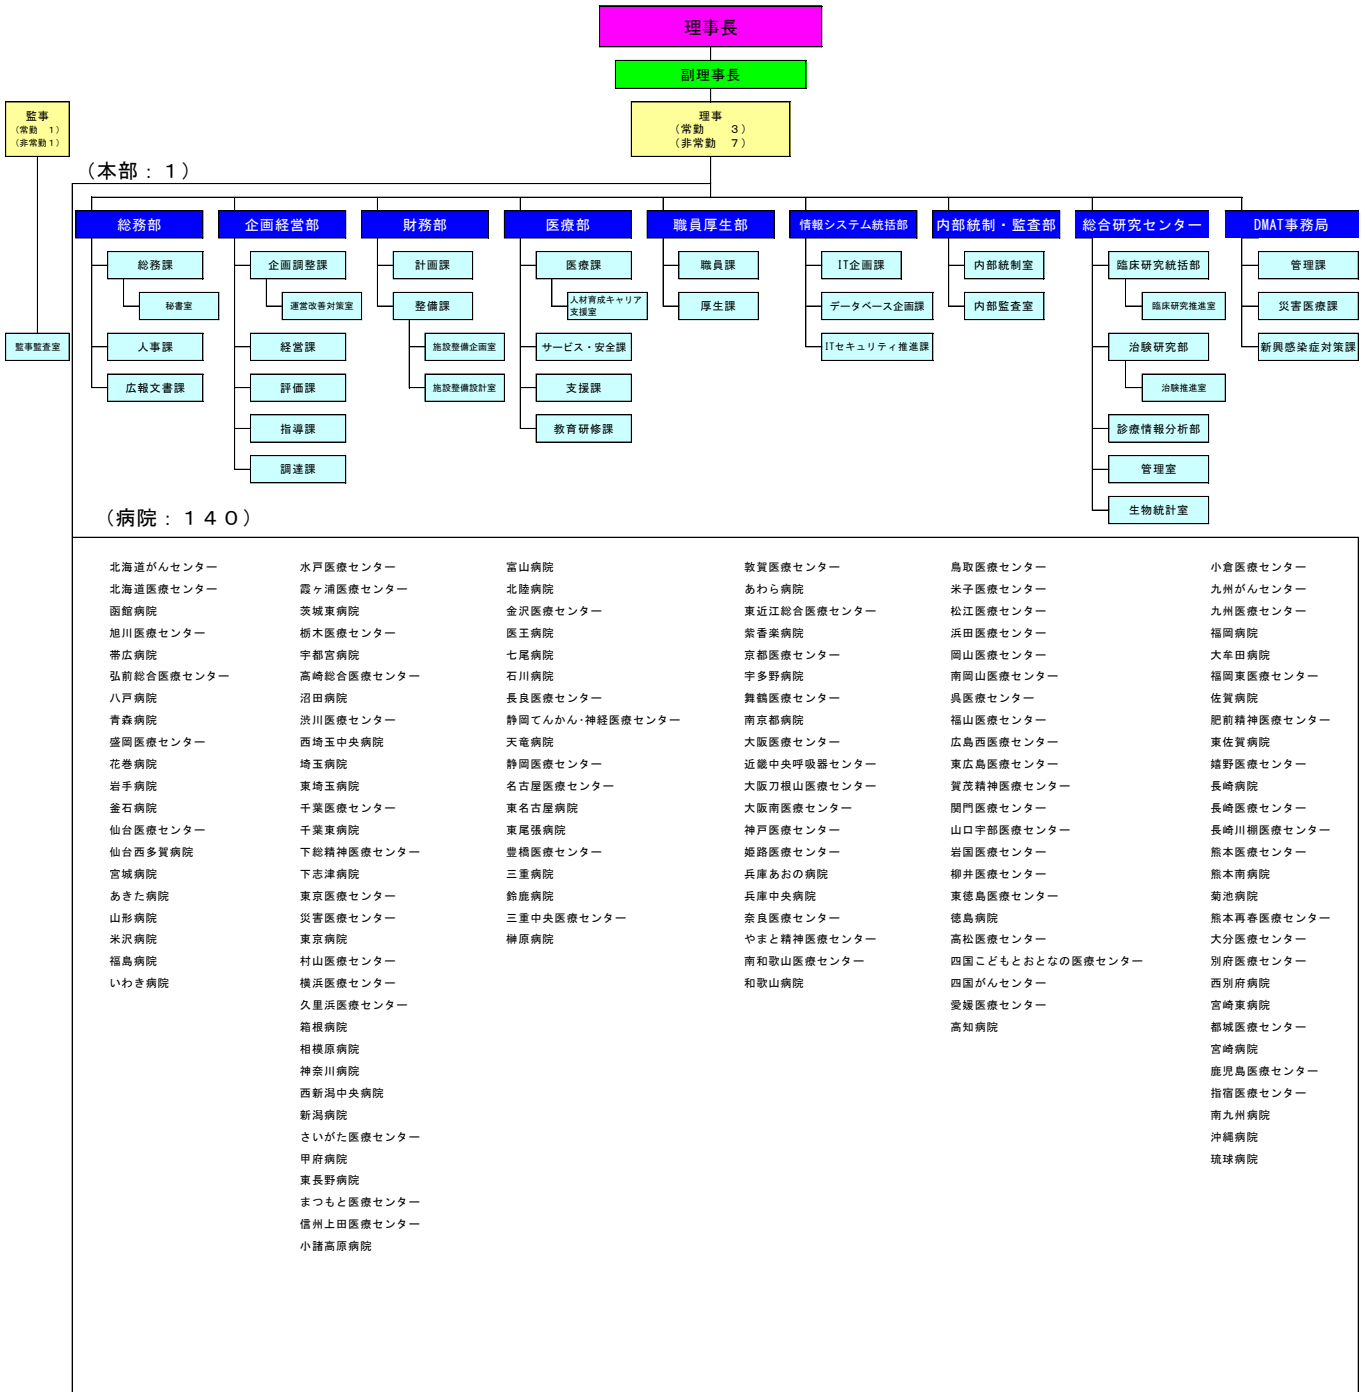 理事長
副理事長
監事
（常勤　１）
（非常勤１）
理事
（常勤　　３）
（非常勤　７）
（本部：１）
総務部
企画経営部
財務部
医療部
職員厚生部
情報システム統括部
内部統制・監査部
総合研究センター
DMAT事務局
総務課
企画調整課
計画課
医療課
職員課
IT企画課
内部統制室
臨床研究統括部
管理課
秘書室
運営改善対策室
整備課
人材育成キャリア
支援室
厚生課
データベース企画課
内部監査室
臨床研究推進室
災害医療課
監事監査室
人事課
経営課
施設整備企画室
サービス・安全課
ITセキュリティ推進課
治験研究部
新興感染症対策課
広報文書課
評価課
施設整備設計室
支援課
治験推進室
指導課
教育研修課
診療情報分析部
調達課
管理室
生物統計室
（病院：１４０）
北海道がんセンター
北海道医療センター
函館病院
旭川医療センター
帯広病院
弘前総合医療センター
八戸病院
青森病院
盛岡医療センター
花巻病院
岩手病院
釜石病院
仙台医療センター
仙台西多賀病院
宮城病院
あきた病院
山形病院
米沢病院
福島病院
いわき病院
水戸医療センター
霞ヶ浦医療センター
茨城東病院
栃木医療センター
宇都宮病院
高崎総合医療センター
沼田病院
渋川医療センター
西埼玉中央病院
埼玉病院
東埼玉病院
千葉医療センター
千葉東病院
下総精神医療センター
下志津病院
東京医療センター
災害医療センター
東京病院
村山医療センター
横浜医療センター
久里浜医療センター
箱根病院
相模原病院
神奈川病院
西新潟中央病院
新潟病院
さいがた医療センター
甲府病院
東長野病院
まつもと医療センター
信州上田医療センター
小諸高原病院
富山病院
北陸病院
金沢医療センター
医王病院
七尾病院
石川病院
長良医療センター
静岡てんかん・神経医療センター
天竜病院
静岡医療センター
名古屋医療センター
東名古屋病院
東尾張病院
豊橋医療センター
三重病院
鈴鹿病院
三重中央医療センター
榊原病院
敦賀医療センター
あわら病院
東近江総合医療センター
紫香楽病院
京都医療センター
宇多野病院
舞鶴医療センター
南京都病院
大阪医療センター
近畿中央呼吸器センター
大阪刀根山医療センター
大阪南医療センター
神戸医療センター
姫路医療センター
兵庫あおの病院
兵庫中央病院
奈良医療センター
やまと精神医療センター
南和歌山医療センター
和歌山病院
鳥取医療センター
米子医療センター
松江医療センター
浜田医療センター
岡山医療センター
南岡山医療センター
呉医療センター
福山医療センター
広島西医療センター
東広島医療センター
賀茂精神医療センター
関門医療センター
山口宇部医療センター
岩国医療センター
柳井医療センター
東徳島医療センター
徳島病院
高松医療センター
四国こどもとおとなの医療センター
四国がんセンター
愛媛医療センター
高知病院
小倉医療センター
九州がんセンター
九州医療センター
福岡病院
大牟田病院
福岡東医療センター
佐賀病院
肥前精神医療センター
東佐賀病院
嬉野医療センター
長崎病院
長崎医療センター
長崎川棚医療センター
熊本医療センター
熊本南病院
菊池病院
熊本再春医療センター
大分医療センター
別府医療センター
西別府病院
宮崎東病院
都城医療センター
宮崎病院
鹿児島医療センター
指宿医療センター
南九州病院
沖縄病院
琉球病院